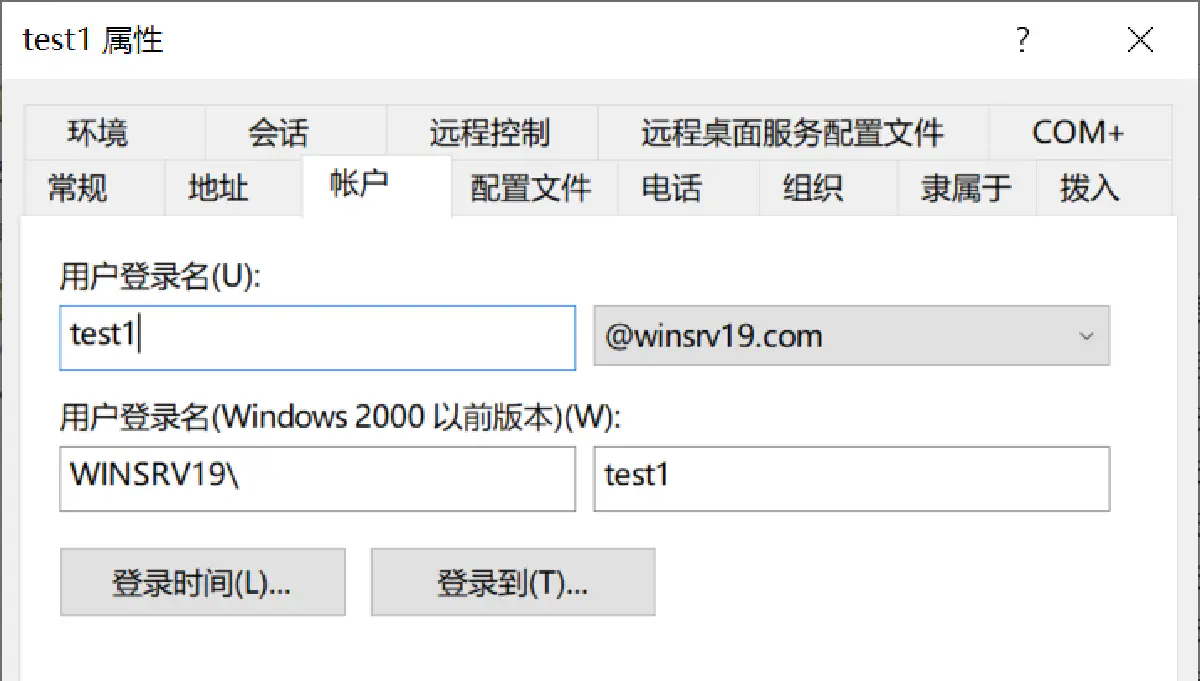 test1 属性
环境 会话 远程控制 远程桌面服务配置文件 COM+
常规 地址 帐户 配置文件 电话 组织 隶属于 拨入
用户登录名(U):
test1 @winsrv19.com
用户登录名(Windows 2000 以前版本)(W):
WINSRV19\ test1
登录时间(L)... 登录到(T)...